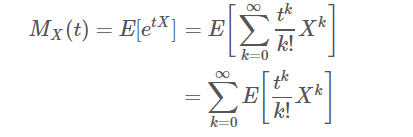 $M_X(t) = E[e^{tX}] = E\left[\sum_{k=0}^{\infty} \frac{t^k}{k!} X^k\right]$
$= \sum_{k=0}^{\infty} E\left[\frac{t^k}{k!} X^k\right]$